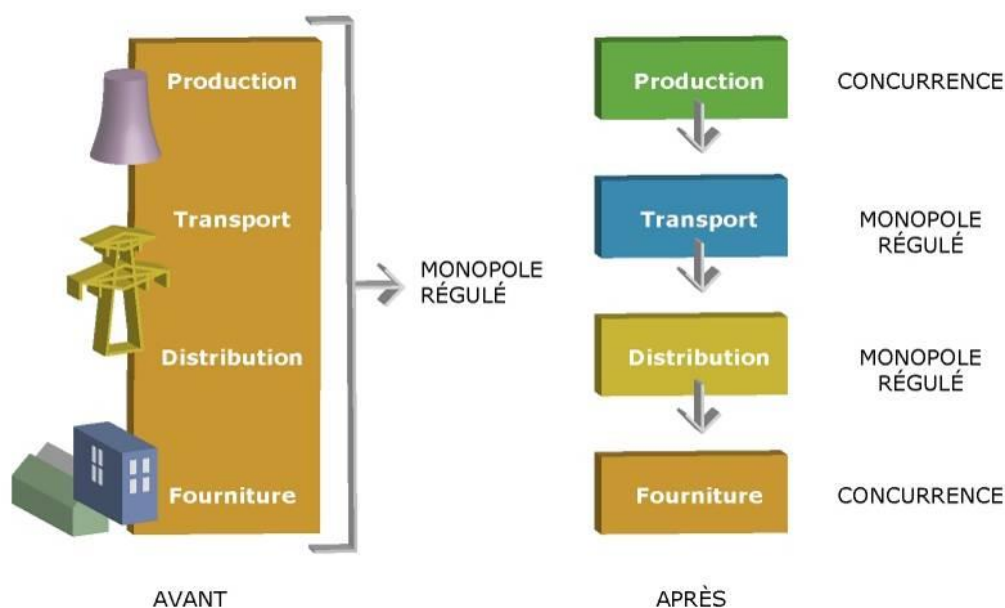 Production
Transport
Distribution
Fourniture
MONOPOLE
RÉGULÉ
AVANT
Production
CONCURRENCE
Transport
MONOPOLE
RÉGULÉ
Distribution
MONOPOLE
RÉGULÉ
Fourniture
CONCURRENCE
APRÈS